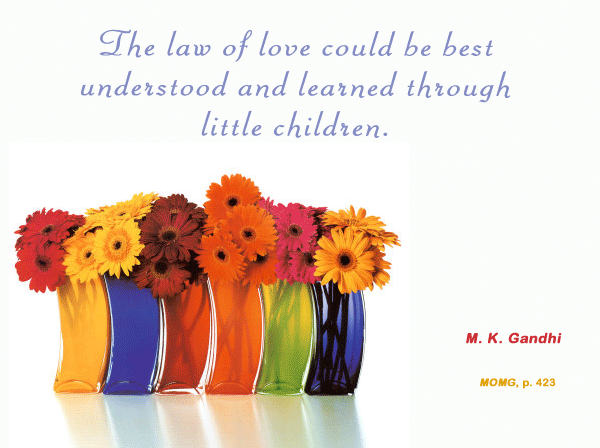 The law of love could be best
understood and learned through
little children.
M. K. Gandhi
MOMG, p. 423